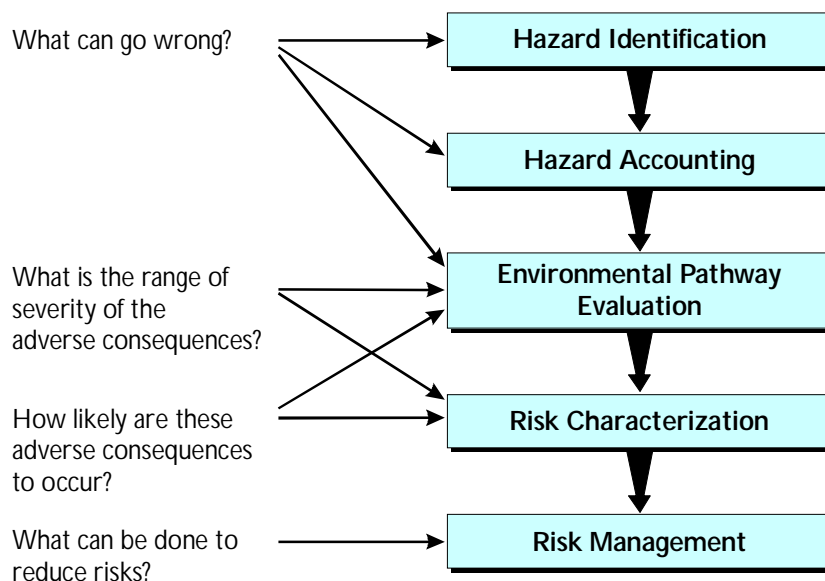 What can go wrong?
Hazard Identification
Hazard Accounting
What is the range of
severity of the
adverse consequences?
Environmental Pathway
Evaluation
How likely are these
adverse consequences
to occur?
Risk Characterization
What can be done to
reduce risks?
Risk Management